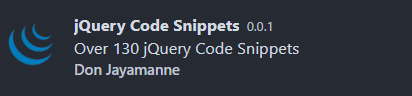 jQuery Code Snippets 0.0.1
Over 130 jQuery Code Snippets
Don Jayamanne